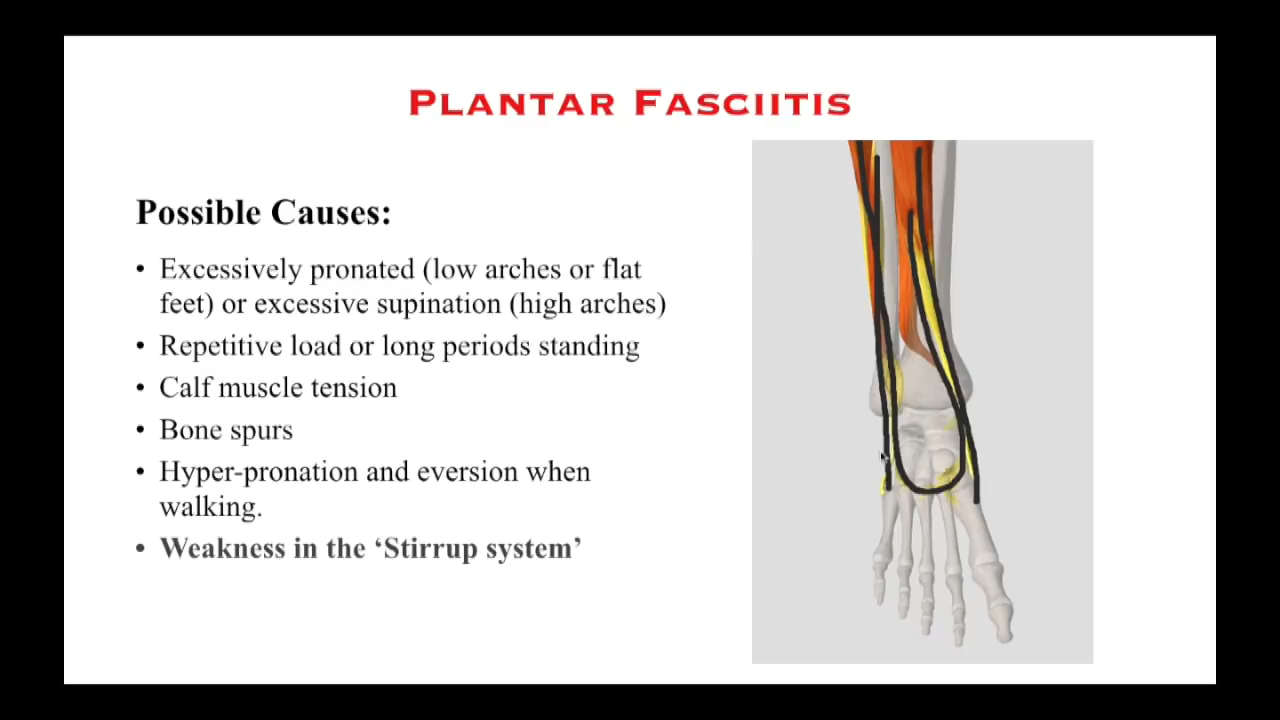 PLANTAR FASCIITIS
Possible Causes:
• Excessively pronated (low arches or flat
feet) or excessive supination (high arches)
• Repetitive load or long periods standing
• Calf muscle tension
• Bone spurs
• Hyper-pronation and eversion when
walking.
• Weakness in the ‘Stirrup system’